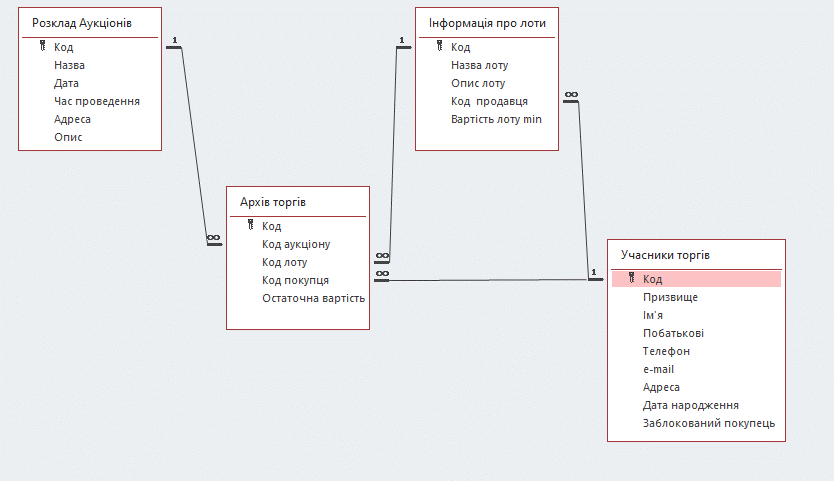 Розклад Аукціонів
Код
Назва
Дата
Час проведення
Адреса
Опис
1
∞
Інформація про лоти
Код
Назва лоту
Опис лоту
Код  продавця
Вартість лоту min
1
∞
Архів торгів
Код
Код аукціону
Код лоту
Код покупця
Остаточна вартість
∞
∞
Учасники торгів
Код
Призвище
Ім'я
Побатькові
Телефон
e-mail
Адреса
Дата народження
Заблокований покупець
1